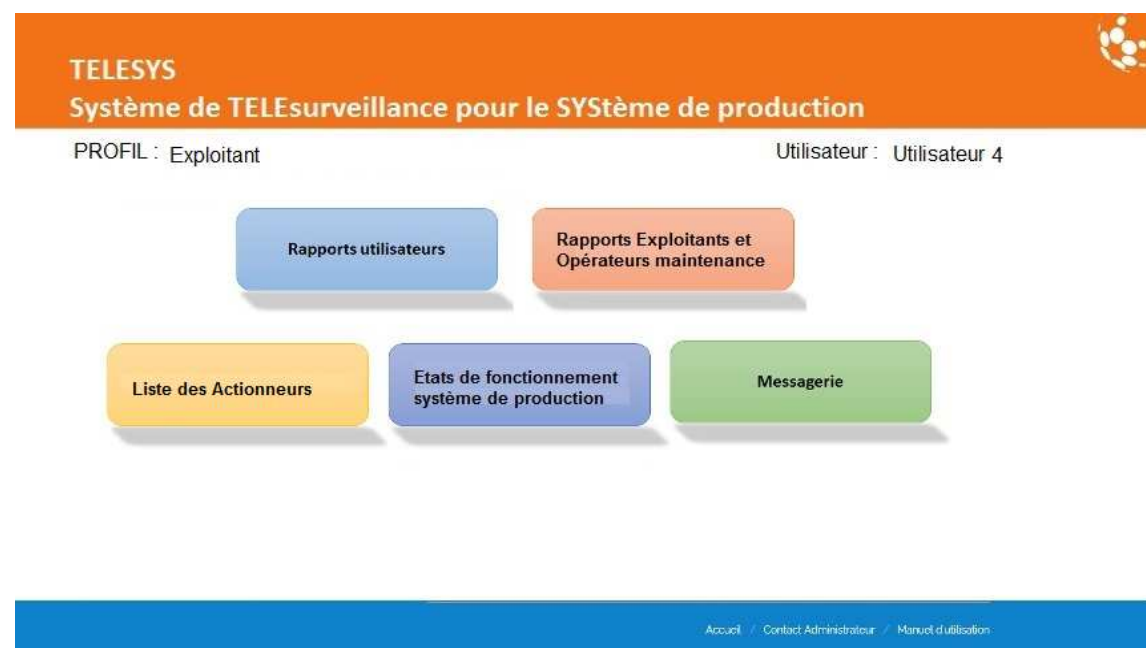 TELESYS
Système de TELEsurveillance pour le SYStème de production
PROFIL : Exploitant
Utilisateur : Utilisateur 4
Rapports utilisateurs
Rapports Exploitants et
Opérateurs maintenance
Liste des Actionneurs
Etats de fonctionnement
système de production
Messagerie
Accueil / Contact Administrateur / Manuel d'utilisation